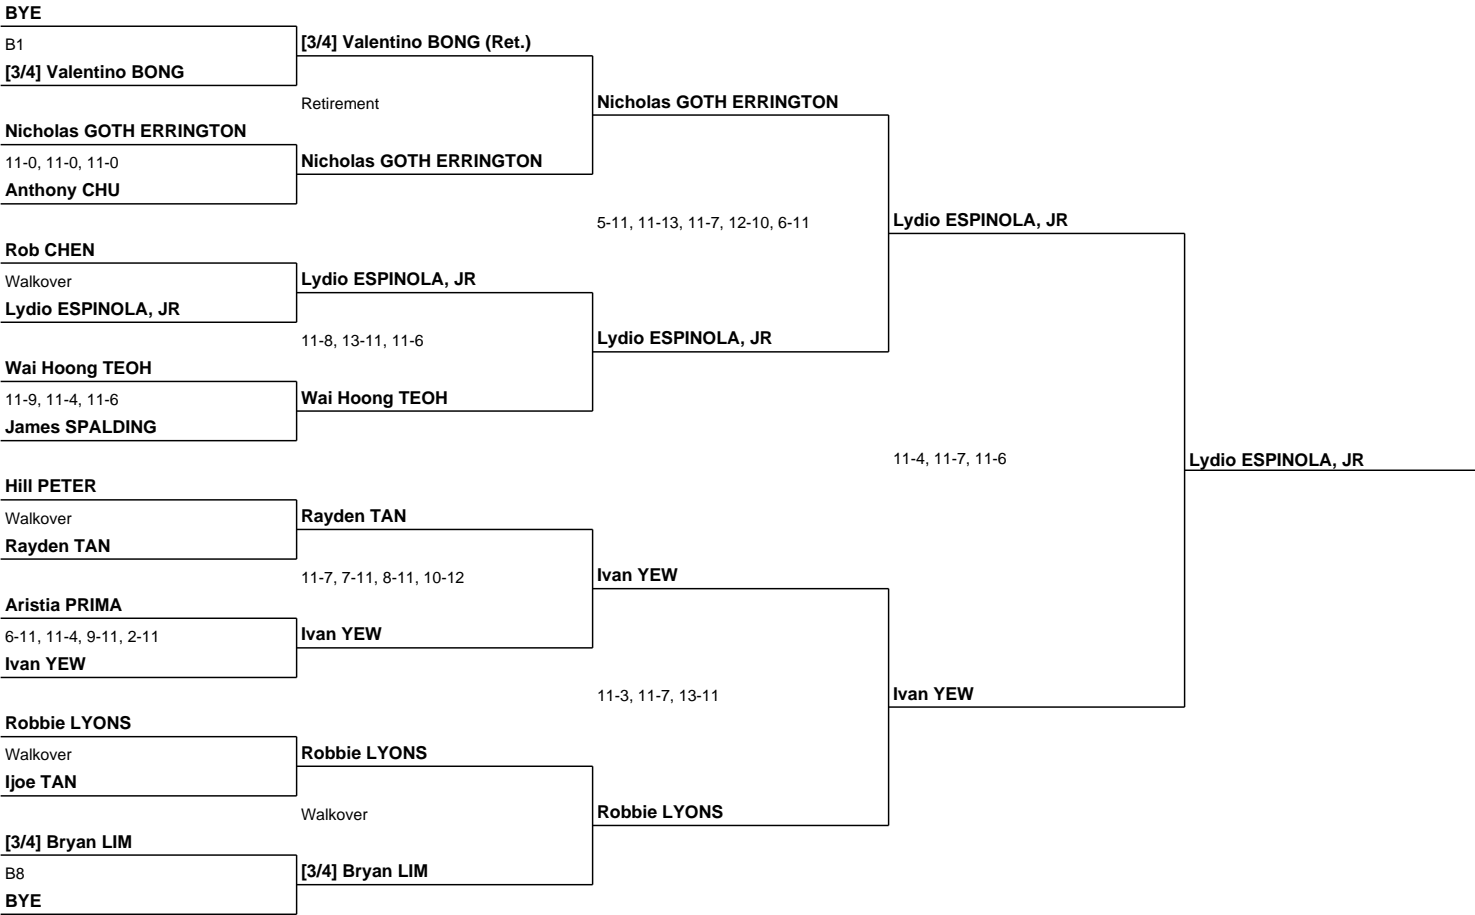 BYE
B1
[3/4] Valentino BONG
Nicholas GOTH ERRINGTON
11-0, 11-0, 11-0
Anthony CHU
Rob CHEN
Walkover
Lydio ESPINOLA, JR
Wai Hoong TEOH
11-9, 11-4, 11-6
James SPALDING
Hill PETER
Walkover
Rayden TAN
Aristia PRIMA
6-11, 11-4, 9-11, 2-11
Ivan YEW
Robbie LYONS
Walkover
Ijoe TAN
[3/4] Bryan LIM
B8
BYE
[3/4] Valentino BONG (Ret.)
Retirement
Nicholas GOTH ERRINGTON
Lydio ESPINOLA, JR
11-8, 13-11, 11-6
Wai Hoong TEOH
Rayden TAN
11-7, 7-11, 8-11, 10-12
Ivan YEW
Robbie LYONS
Walkover
[3/4] Bryan LIM
Nicholas GOTH ERRINGTON
5-11, 11-13, 11-7, 12-10, 6-11
Lydio ESPINOLA, JR
Ivan YEW
11-3, 11-7, 13-11
Robbie LYONS
Lydio ESPINOLA, JR
11-4, 11-7, 11-6
Ivan YEW
Lydio ESPINOLA, JR